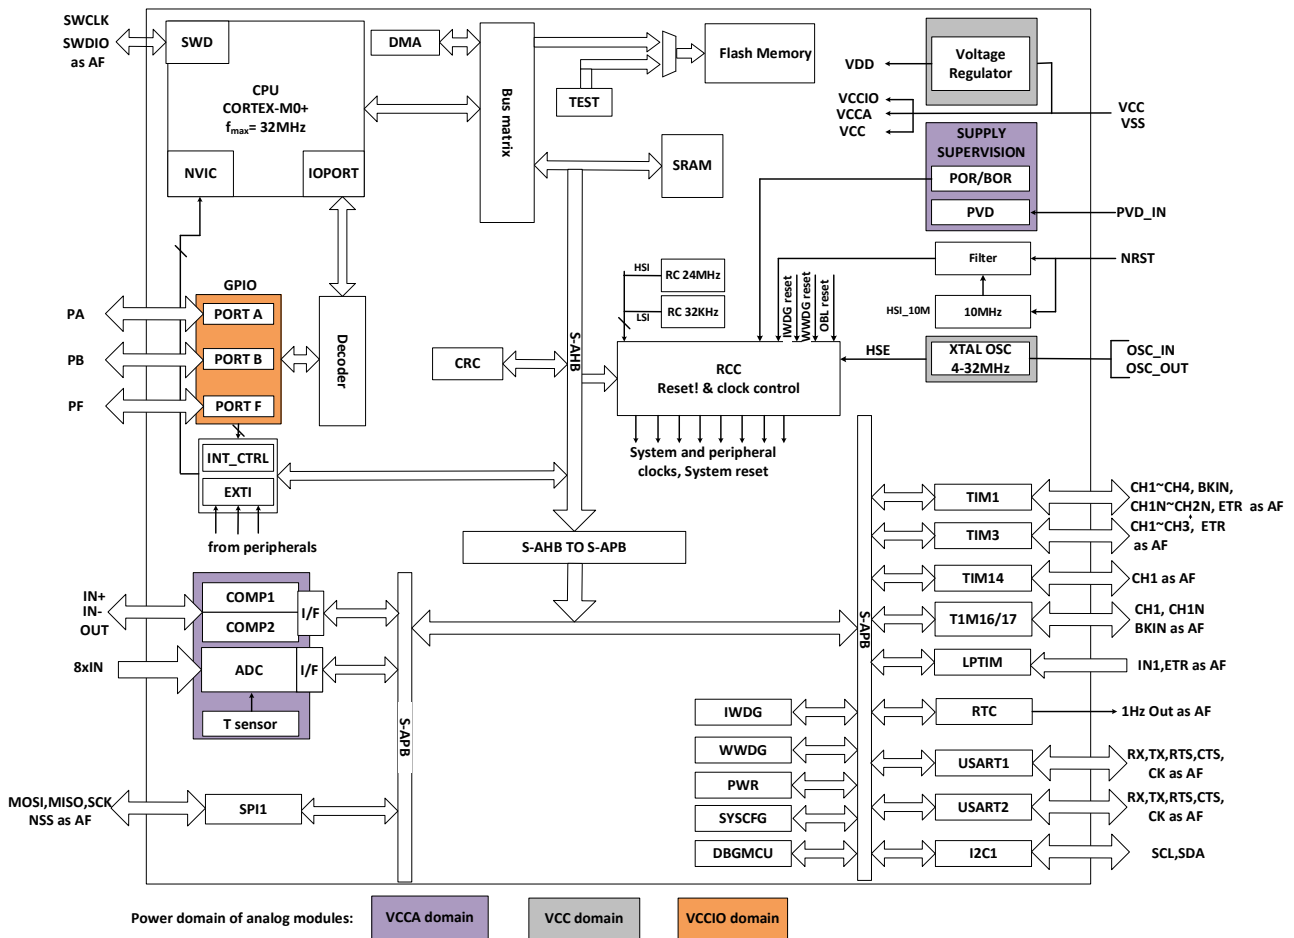 SWCLK
SWDIO
as AF
SWD
CPU
CORTEX-M0+
fmax= 32MHz
NVIC
IOPORT
DMA
Bus matrix
TEST
Flash Memory
SRAM
Voltage
Regulator
VDD
VCCIO
VCCA
VCC
VCC
VSS
SUPPLY
SUPERVISION
POR/BOR
PVD
PVD_IN
Filter
NRST
HSI_10M
10MHz
XTAL OSC
4-32MHz
HSE
OSC_IN
OSC_OUT
HSI
RC 24MHz
LSI
RC 32KHz
IWDG reset
WWDG reset
OBL reset
RCC
Reset! & clock control
System and peripheral
clocks, System reset
GPIO
PA
PORT A
PB
PORT B
PF
PORT F
Decoder
CRC
S-AHB
INT_CTRL
EXTI
from peripherals
S-AHB TO S-APB
IN+
IN-
OUT
COMP1
COMP2
I/F
8xIN
ADC
I/F
T sensor
S-APB
MOSI,MISO,SCK
NSS as AF
SPI1
S-APB
IWDG
WWDG
PWR
SYSCFG
DBGMCU
TIM1
CH1~CH4, BKIN,
CH1N~CH2N, ETR as AF
TIM3
CH1~CH3, ETR
as AF
TIM14
CH1 as AF
T1M16/17
CH1, CH1N
BKIN as AF
LPTIM
IN1,ETR as AF
RTC
1Hz Out as AF
USART1
RX,TX,RTS,CTS,
CK as AF
USART2
RX,TX,RTS,CTS,
CK as AF
I2C1
SCL,SDA
Power domain of analog modules:
VCCA domain
VCC domain
VCCIO domain